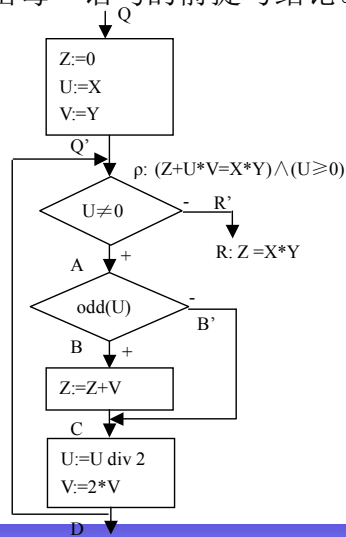 Q
Z:=0
U:=X
V:=Y
Q’
ρ: (Z+U*V=X*Y)∧(U≥0)
U≠0
-
R’
R: Z =X*Y
A
+
odd(U)
-
B’
B
+
Z:=Z+V
C
U:=U div 2
V:=2*V
D